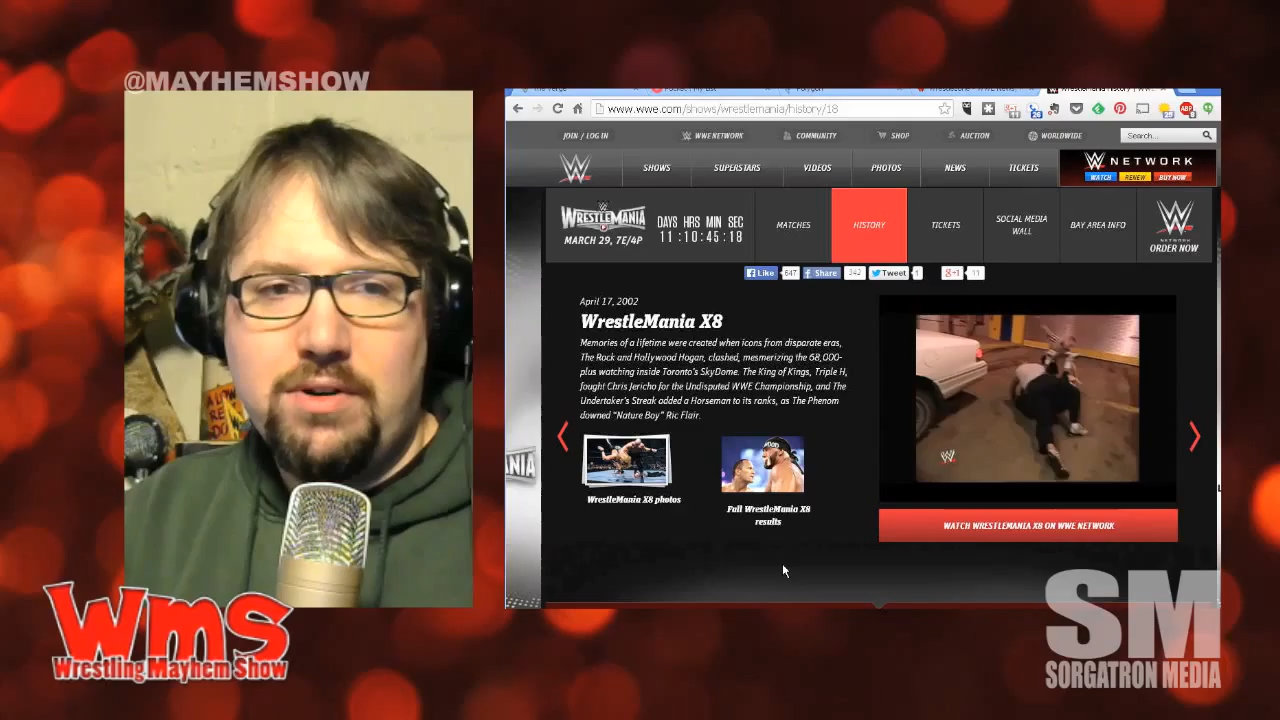 @MAYHEMSHOW
www.wwe.com/shows/wrestlemania/history/18
JOIN / LOG IN
WWE NETWORK
COMMUNITY
SHOP
AUCTION
WORLDWIDE
Search...
SHOWS
SUPERSTARS
VIDEOS
PHOTOS
NEWS
TICKETS
NETWORK
WATCH
RENEW
BUY NOW
WRESTLEMANIA
MARCH 29, 7E/4P
DAYS HRS MIN SEC
11:10:45:18
MATCHES
HISTORY
TICKETS
SOCIAL MEDIA
WALL
BAY AREA INFO
NETWORK
ORDER NOW
Like 647
Share 342
Tweet 1
+1 11
April 17, 2002
WrestleMania X8
Memories of a lifetime were created when icons from disparate eras,
The Rock and Hollywood Hogan, clashed, mesmerizing the 68,000-
plus watching inside Toronto's SkyDome. The King of Kings, Triple H,
fought Chris Jericho for the Undisputed WWE Championship, and The
Undertaker's Streak added a Horseman to its ranks, as The Phenom
downed "Nature Boy" Ric Flair.
WrestleMania X8 photos
Full WrestleMania X8
results
WATCH WRESTLEMANIA X8 ON WWE NETWORK
WMS
Wrestling Mayhem Show
SM
SORGATRON MEDIA